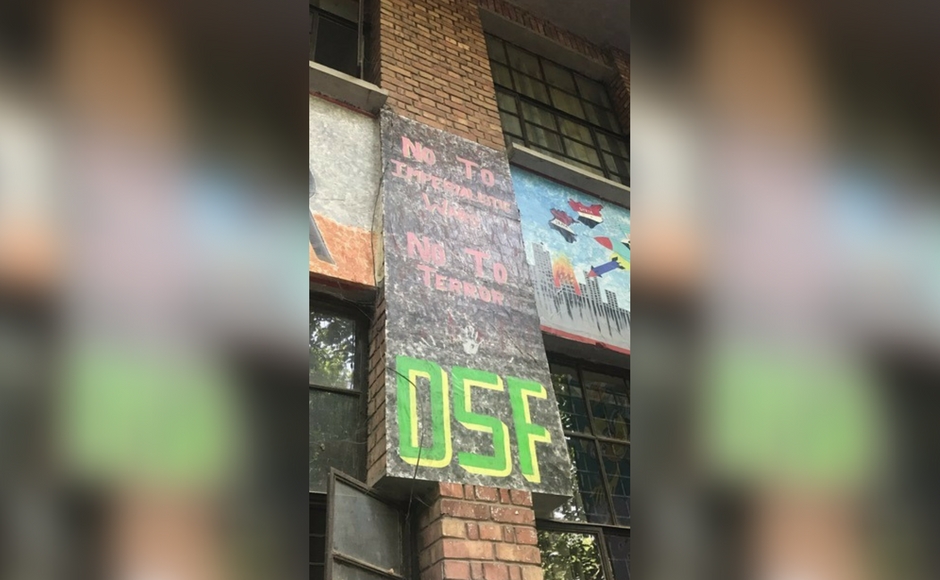 NO TO
IMPERIALIST
WARS
NO TO
TERROR
DSF